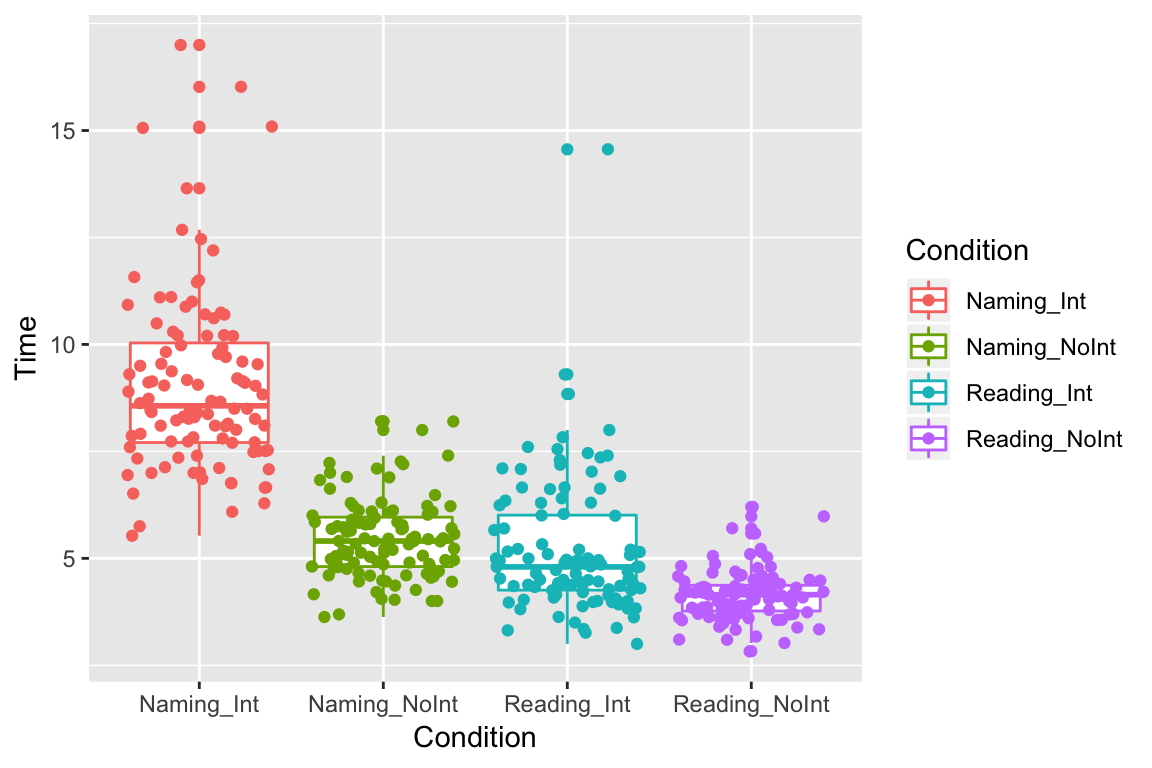 15
10
5
Time
Naming_Int Naming_NoInt Reading_Int Reading_NoInt
Condition
Condition
Naming_Int
Naming_NoInt
Reading_Int
Reading_NoInt